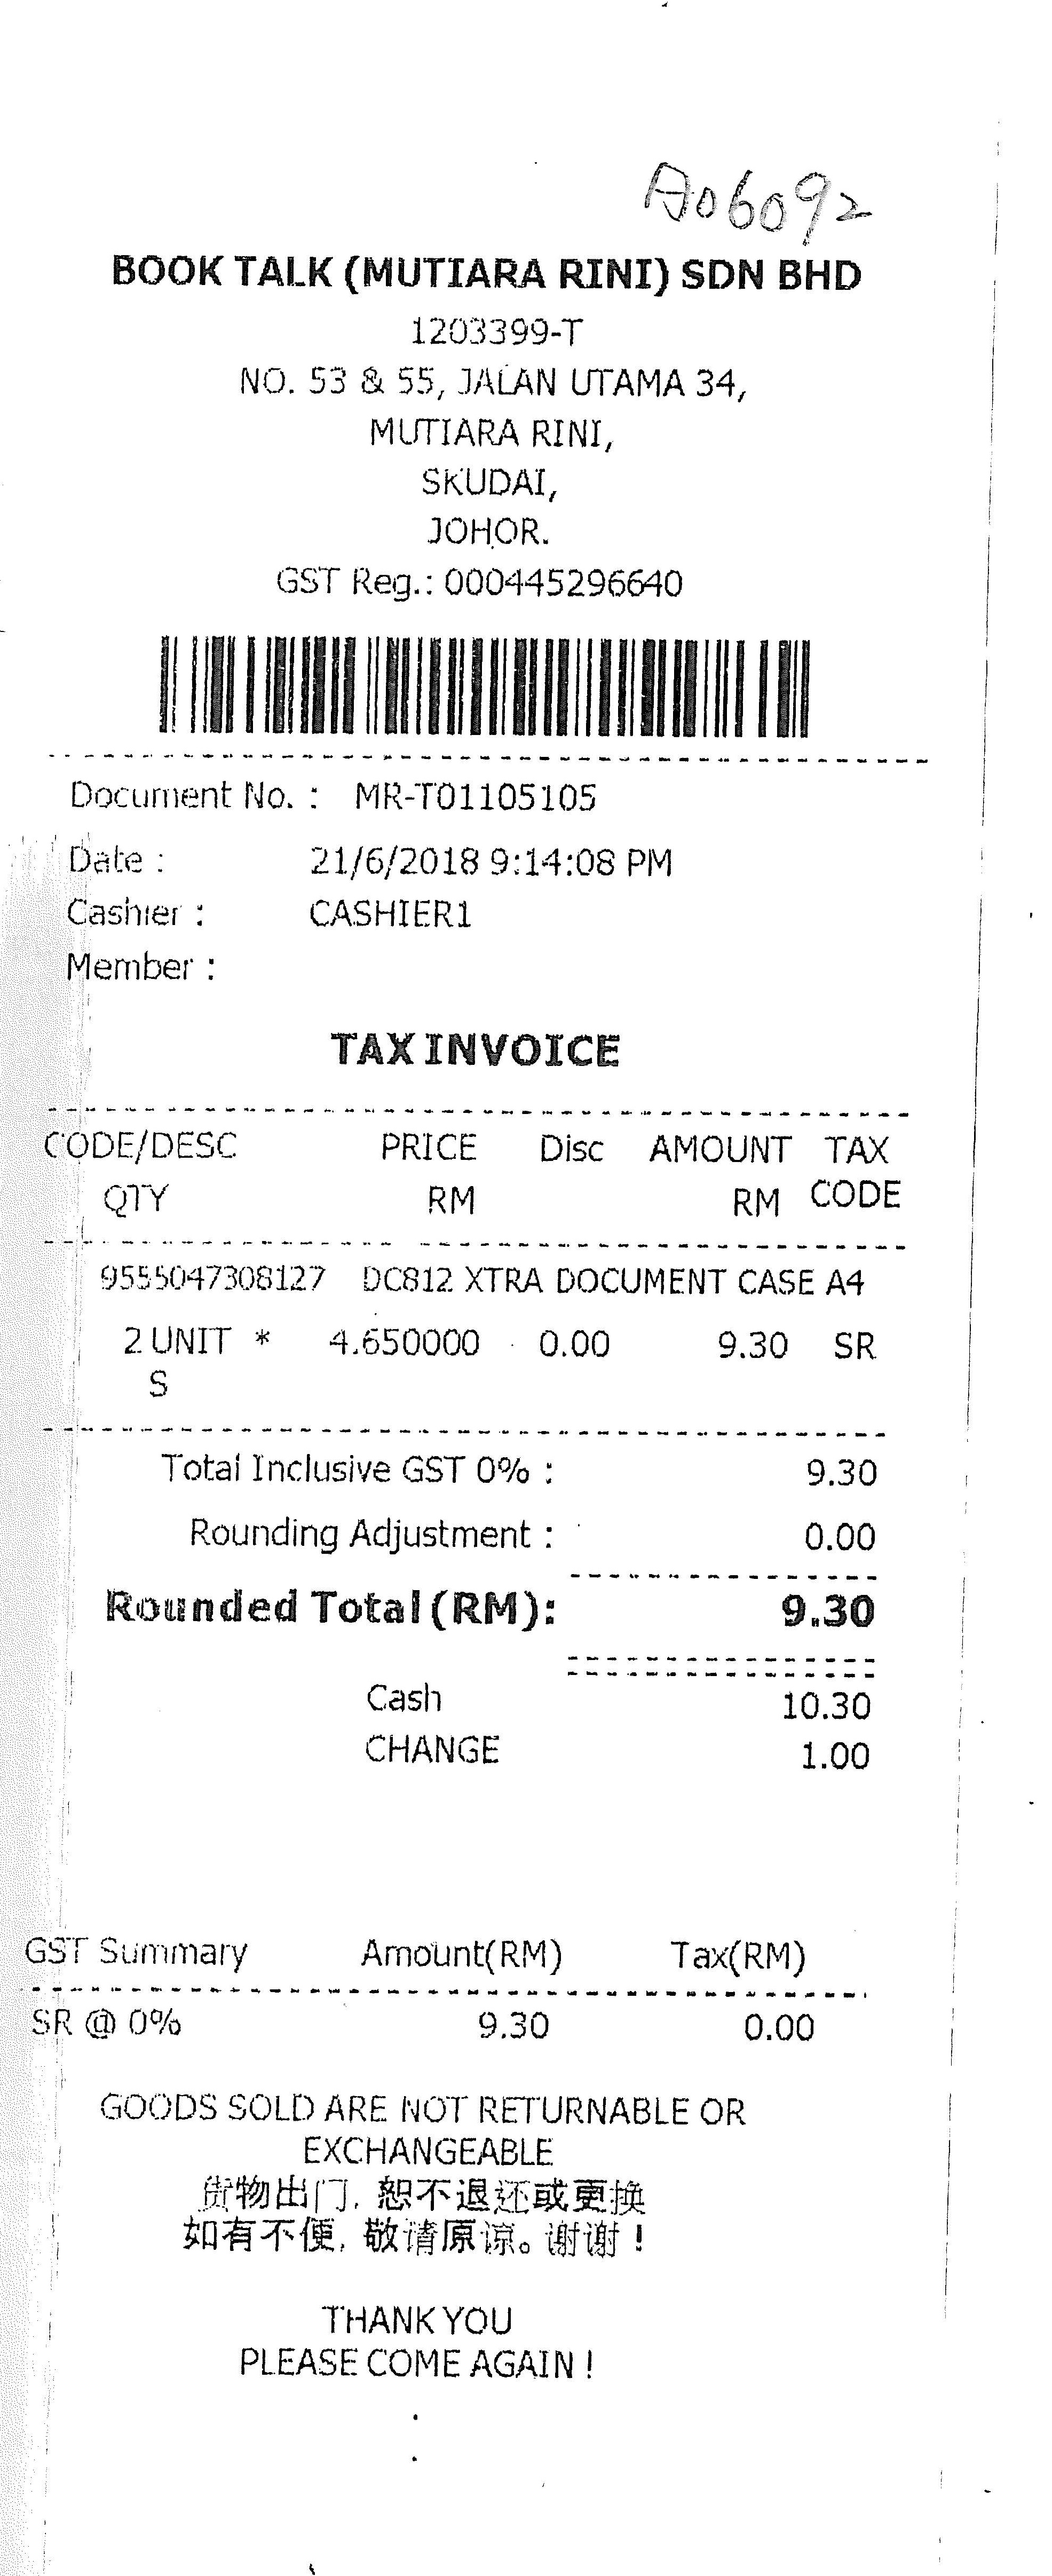 A06092
BOOK TALK (MUTIARA RINI) SDN BHD
1203399-T
NO. 53 & 55, JALAN UTAMA 34,
MUTIARA RINI,
SKUDAI,
JOHOR.
GST Reg.: 000445296640
Document No. : MR-T01105105
Date : 21/6/2018 9:14:08 PM
Cashier : CASHIER1
Member :
TAX INVOICE
CODE/DESC PRICE Disc AMOUNT TAX
QTY RM RM CODE
9555047308127 DC812 XTRA DOCUMENT CASE A4
2 UNIT * 4.650000 0.00 9.30 SR
S
Total Inclusive GST 0% : 9.30
Rounding Adjustment : 0.00
Rounded Total (RM): 9.30
Cash 10.30
CHANGE 1.00
GST Summary Amount(RM) Tax(RM)
SR @ 0% 9.30 0.00
GOODS SOLD ARE NOT RETURNABLE OR
EXCHANGEABLE
货物出门, 恕不退还或更换
如有不便, 敬请原谅。谢谢 !
THANK YOU
PLEASE COME AGAIN !